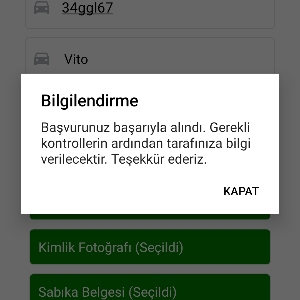 34ggl67
Vito
Bilgilendirme
Başvurunuz başarıyla alındı. Gerekli
kontrollerin ardından tarafınıza bilgi
verilecektir. Teşekkür ederiz.
KAPAT
Kimlik Fotoğrafı (Seçildi)
Sabıka Belgesi (Seçildi)